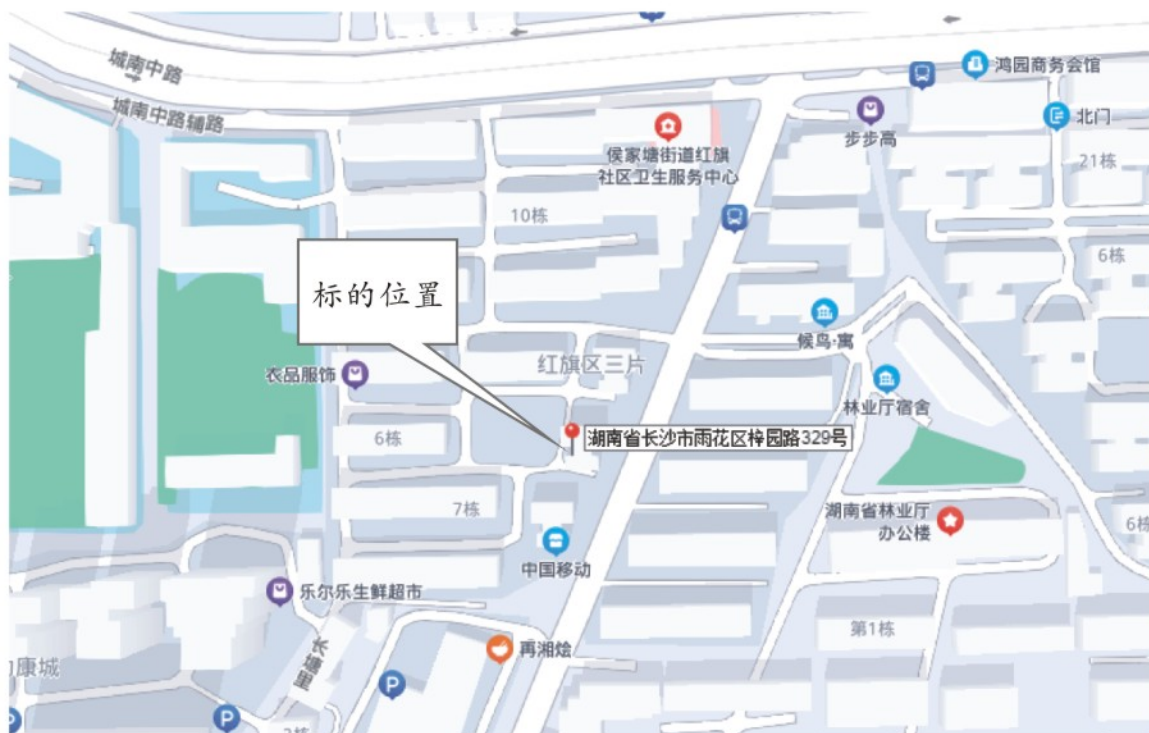 城南中路
城南中路辅路
鸿园商务会馆
北门
步步高
侯家塘街道红旗
社区卫生服务中心
21栋
10栋
6栋
标的位置
候鸟·寓
红旗区三片
衣品服饰
林业厅宿舍
湖南省长沙市雨花区梓园路329号
6栋
7栋
湖南省林业厅
办公楼
6栋
中国移动
乐尔乐生鲜超市
第1栋
长塘里
再湘烩
康城
P
P
P